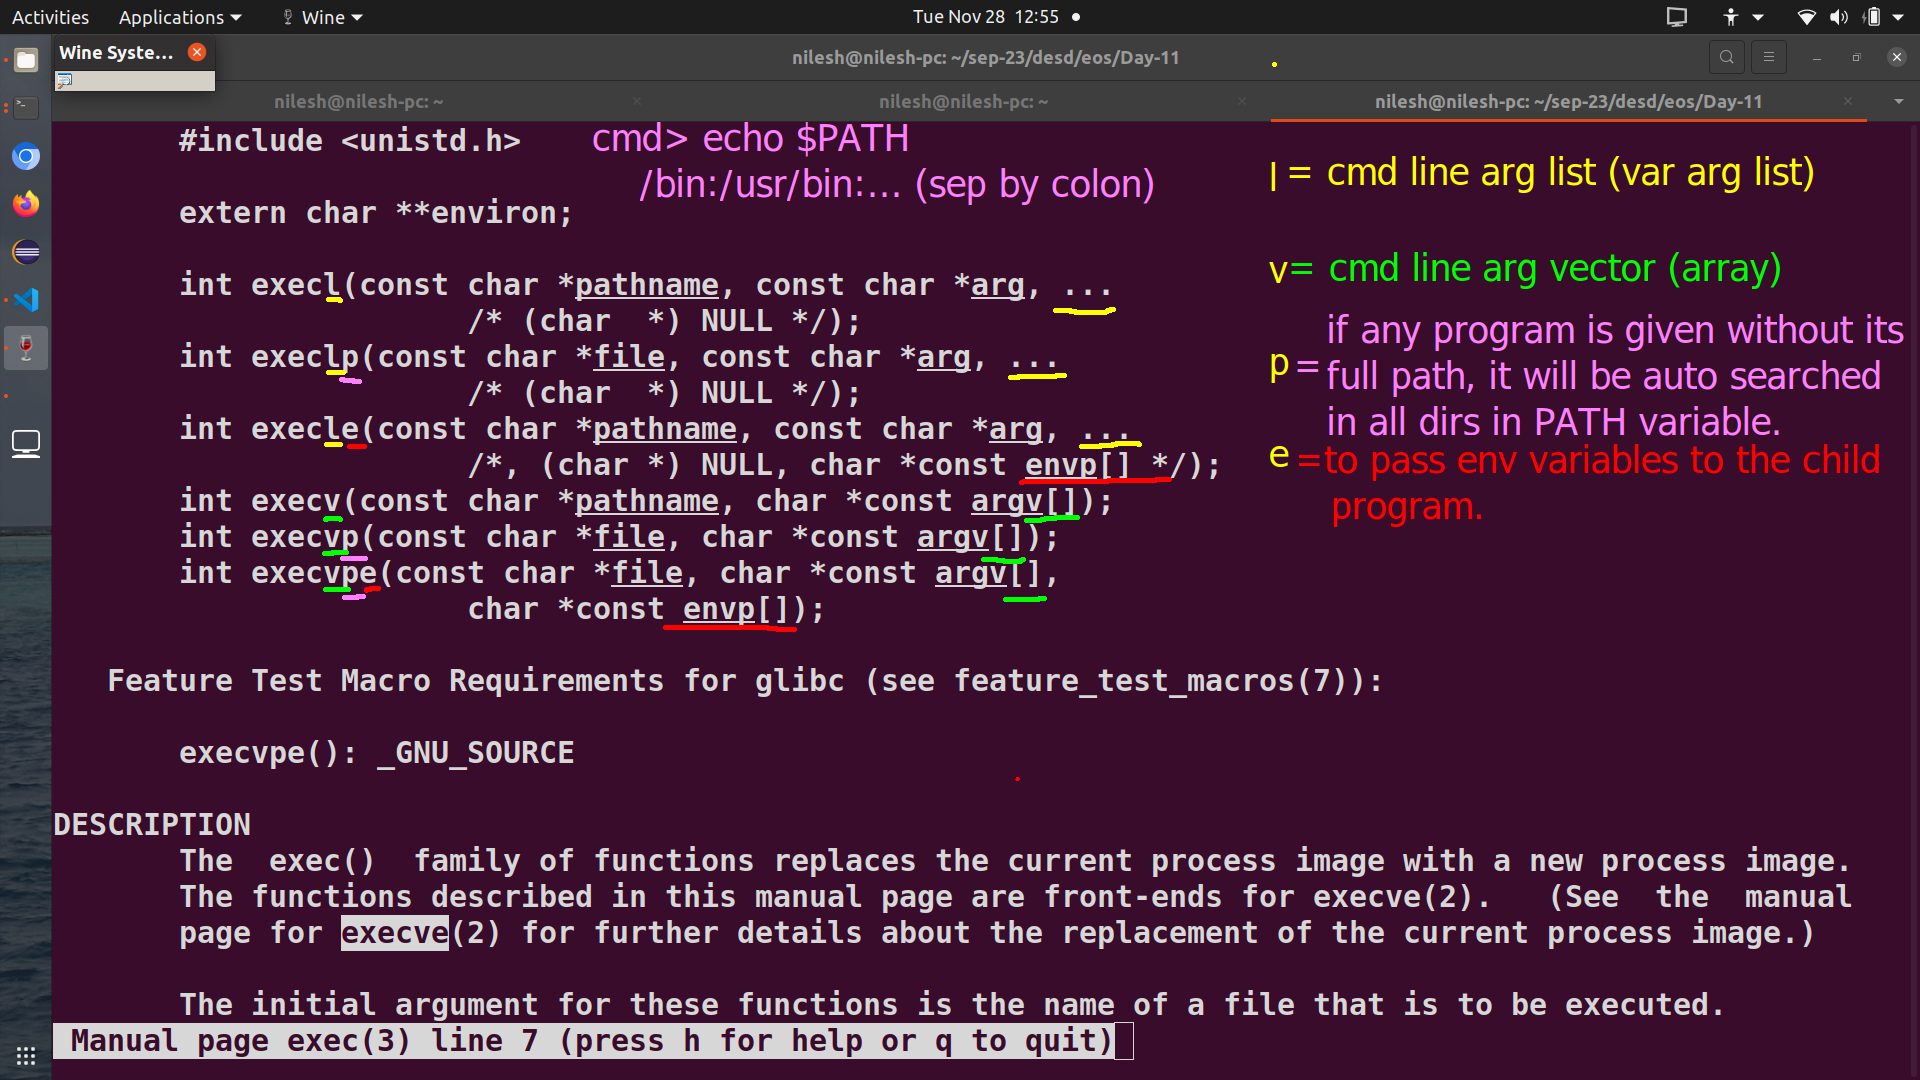 Activities Applications Wine Tue Nov 28 12:55
Wine Syste...
nilesh@nilesh-pc: ~/sep-23/desd/eos/Day-11
nilesh@nilesh-pc: ~ nilesh@nilesh-pc: ~ nilesh@nilesh-pc: ~/sep-23/desd/eos/Day-11
#include <unistd.h>
cmd> echo $PATH
/bin:/usr/bin:... (sep by colon)
extern char **environ;
int execl(const char *pathname, const char *arg, ...
/* (char  *) NULL */);
int execlp(const char *file, const char *arg, ...
/* (char  *) NULL */);
int execle(const char *pathname, const char *arg, ...
/*, (char *) NULL, char *const envp[] */);
int execv(const char *pathname, char *const argv[]);
int execvp(const char *file, char *const argv[]);
int execvpe(const char *file, char *const argv[],
char *const envp[]);
l = cmd line arg list (var arg list)
v= cmd line arg vector (array)
p = if any program is given without its
full path, it will be auto searched
in all dirs in PATH variable.
e =to pass env variables to the child
program.
Feature Test Macro Requirements for glibc (see feature_test_macros(7)):
execvpe(): _GNU_SOURCE
DESCRIPTION
The  exec()  family of functions replaces the current process image with a new process image.
The functions described in this manual page are front-ends for execve(2).   (See  the  manual
page for execve(2) for further details about the replacement of the current process image.)
The initial argument for these functions is the name of a file that is to be executed.
Manual page exec(3) line 7 (press h for help or q to quit)